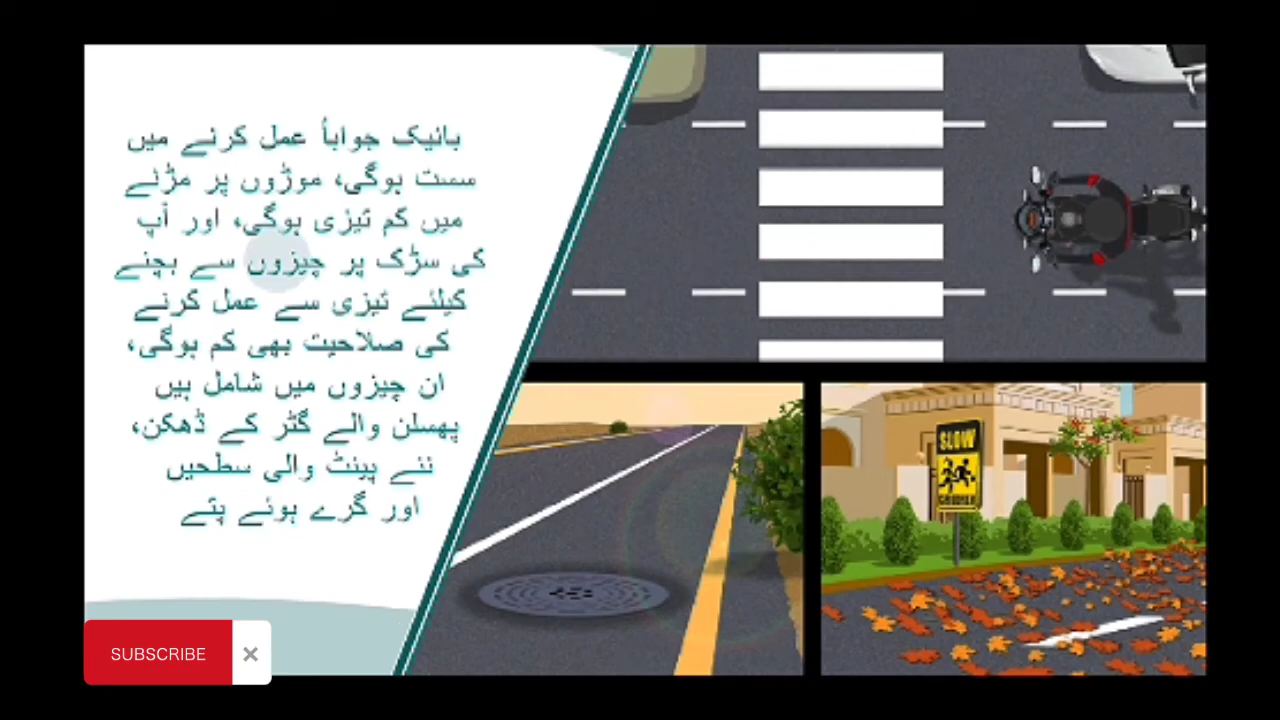 بائیک جواباً عمل کرنے میں
سست ہوگی، موڑوں پر مڑنے
میں کم تیزی ہوگی، اور آپ
کی سڑک پر چیزوں سے بچنے
کیلئے تیزی سے عمل کرنے
کی صلاحیت بھی کم ہوگی،
ان چیزوں میں شامل ہیں
پھسلن والے گٹر کے ڈھکن،
نئے پینٹ والی سطحیں
اور گرے ہوئے پتے
SLOW
SUBSCRIBE